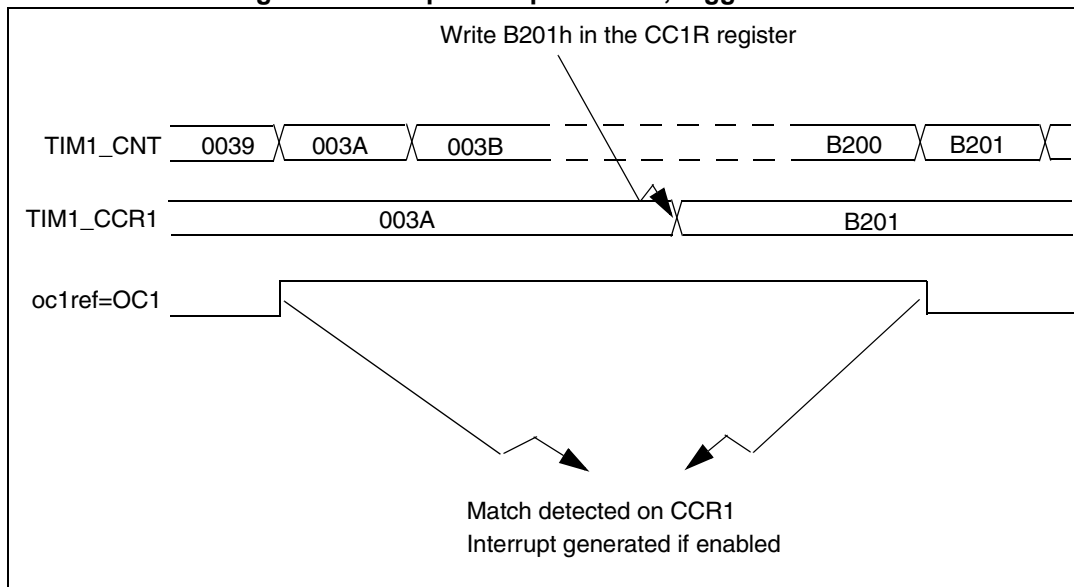 Write B201h in the CC1R register
TIM1_CNT 0039 003A 003B B200 B201
TIM1_CCR1 003A B201
oc1ref=OC1
Match detected on CCR1
Interrupt generated if enabled